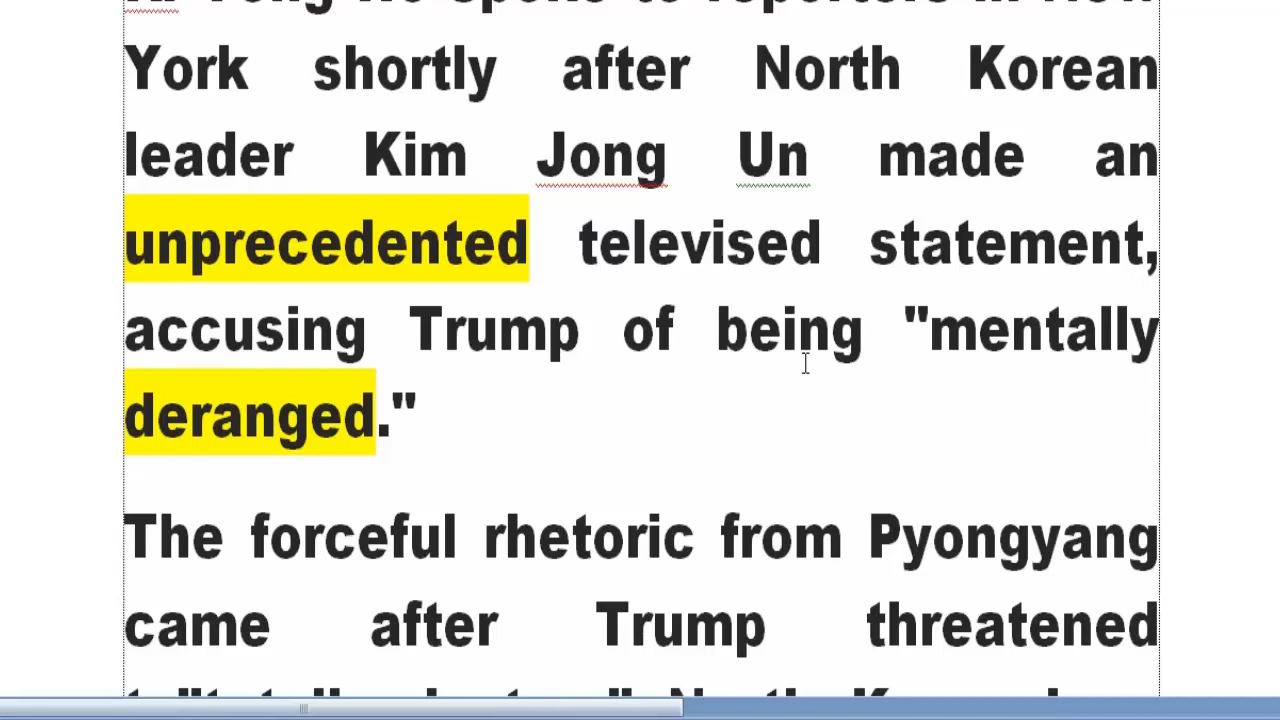 York shortly after North Korean
leader Kim Jong Un made an
unprecedented televised statement,
accusing Trump of being "mentally
deranged."
The forceful rhetoric from Pyongyang
came after Trump threatened